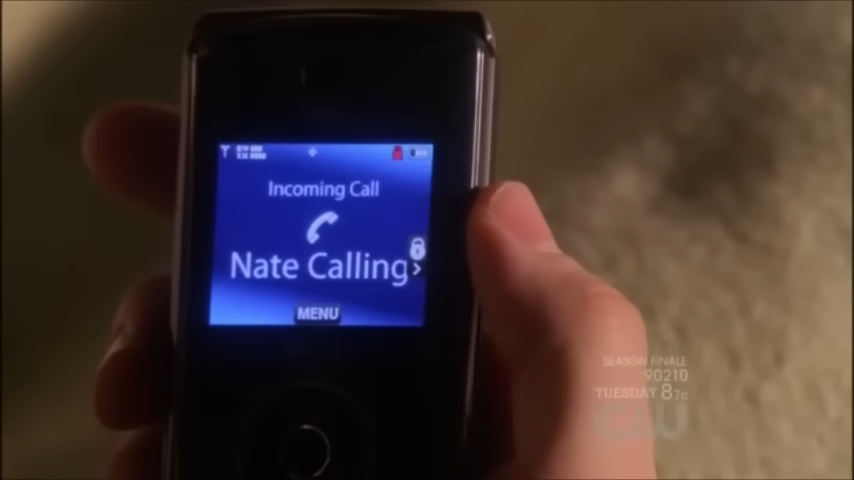 Incoming Call
Nate Calling
MENU
SEASON FINALE
90210
TUESDAY 8/7c
CW